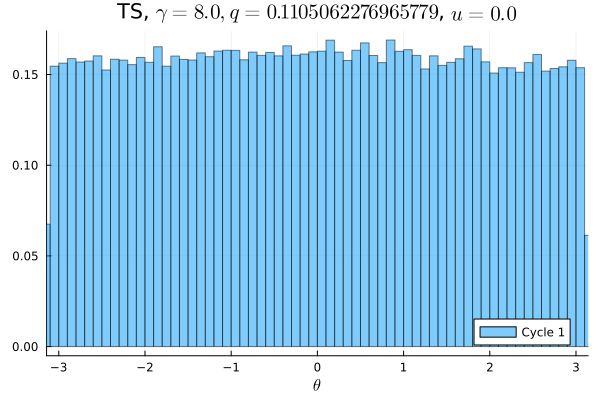 TS, γ = 8.0, q = 0.1105062276965779, u = 0.0
0.15
0.10
0.05
0.00
Cycle 1
−3 −2 −1 0 1 2 3
θ